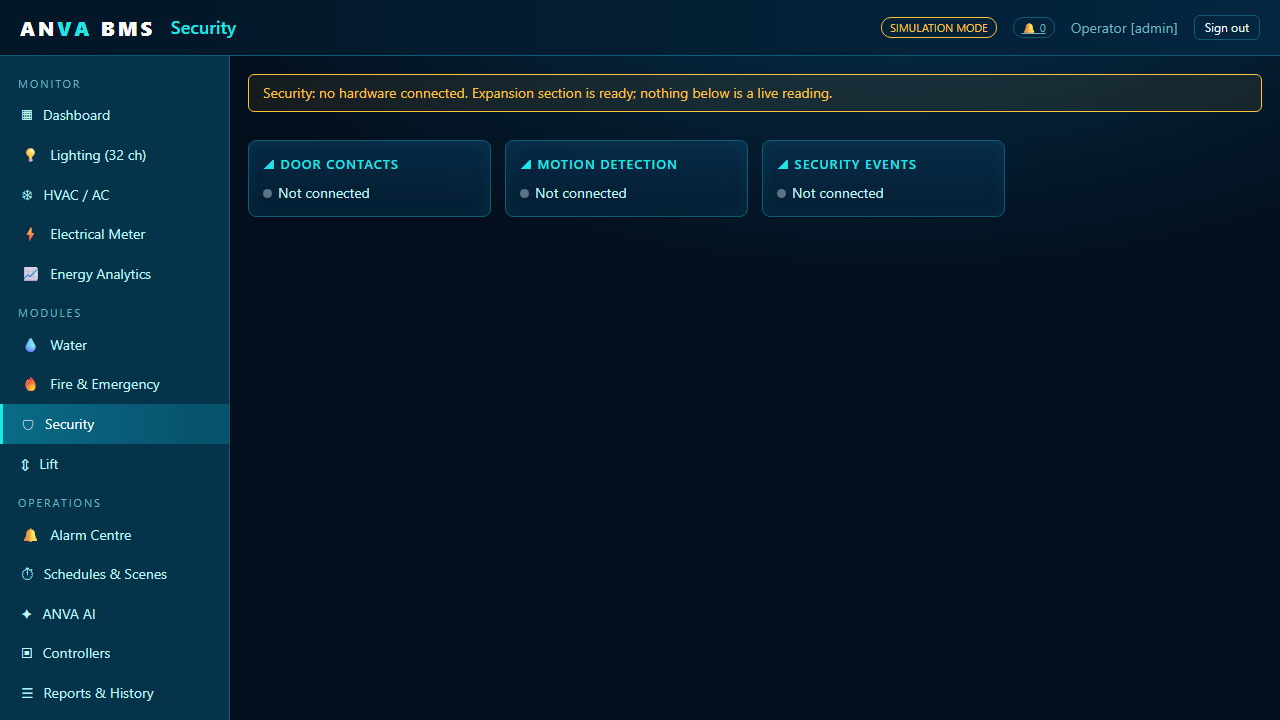 ANVA BMS Security
SIMULATION MODE
0
Operator [admin]
Sign out
MONITOR
Dashboard
Lighting (32 ch)
HVAC / AC
Electrical Meter
Energy Analytics
MODULES
Water
Fire & Emergency
Security
Lift
OPERATIONS
Alarm Centre
Schedules & Scenes
ANVA AI
Controllers
Reports & History
Security: no hardware connected. Expansion section is ready; nothing below is a live reading.
DOOR CONTACTS
Not connected
MOTION DETECTION
Not connected
SECURITY EVENTS
Not connected